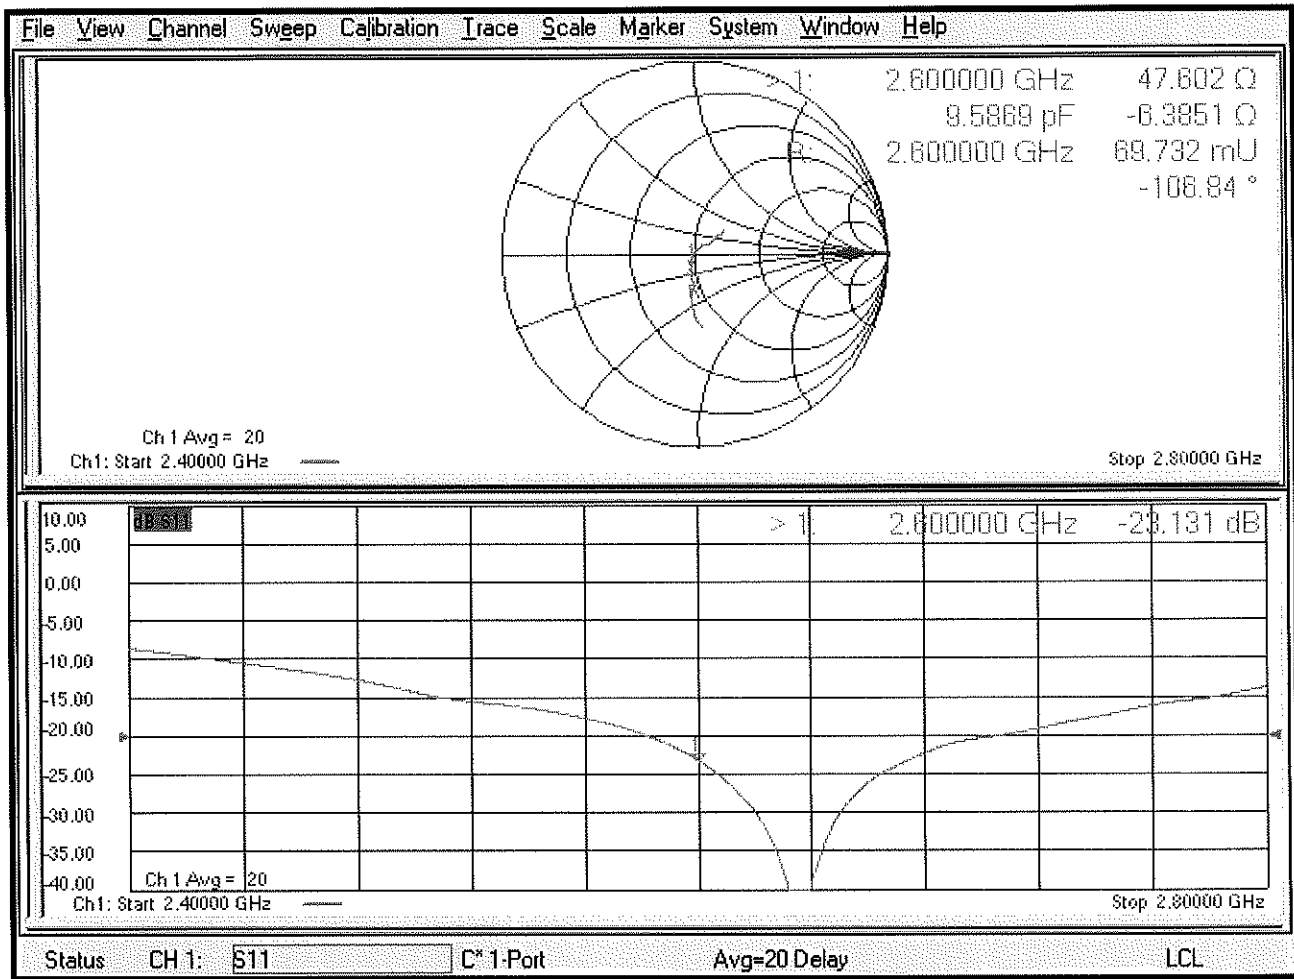 File View Channel Sweep Calibration Trace Scale Marker System Window Help
> 1: 2.600000 GHz 47.602 Ω
9.5869 pF -6.3851 Ω
R: 2.600000 GHz 69.732 mU
-106.84 °
Ch 1 Avg = 20
Ch1: Start 2.40000 GHz
Stop 2.80000 GHz
10.00
dB S11
> 1: 2.600000 GHz -23.131 dB
5.00
0.00
-5.00
-10.00
-15.00
-20.00
-25.00
-30.00
-35.00
-40.00
1
Ch 1 Avg = 20
Ch1: Start 2.40000 GHz
Stop 2.80000 GHz
Status CH 1: S11 C* 1-Port Avg=20 Delay LCL